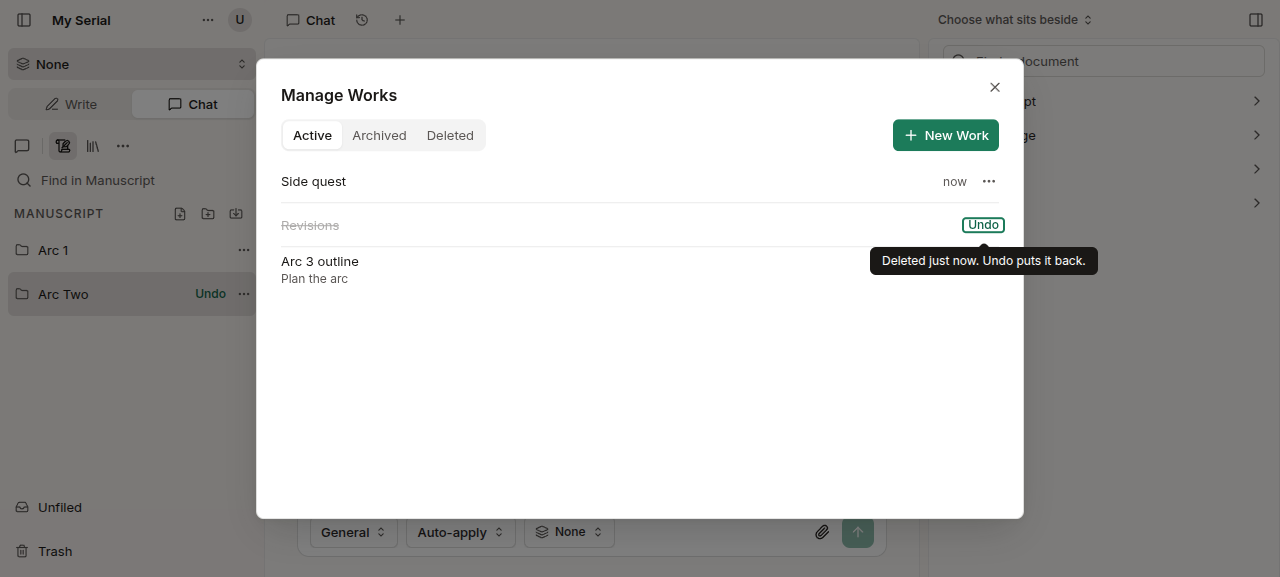 My Serial
U
Chat
Choose what sits beside
None
Write
Chat
Find in Manuscript
MANUSCRIPT
Arc 1
Arc Two
Undo
Unfiled
Trash
Manage Works
Active
Archived
Deleted
New Work
Side quest
now
Revisions
Undo
Deleted just now. Undo puts it back.
Arc 3 outline
Plan the arc
General
Auto-apply
None
document